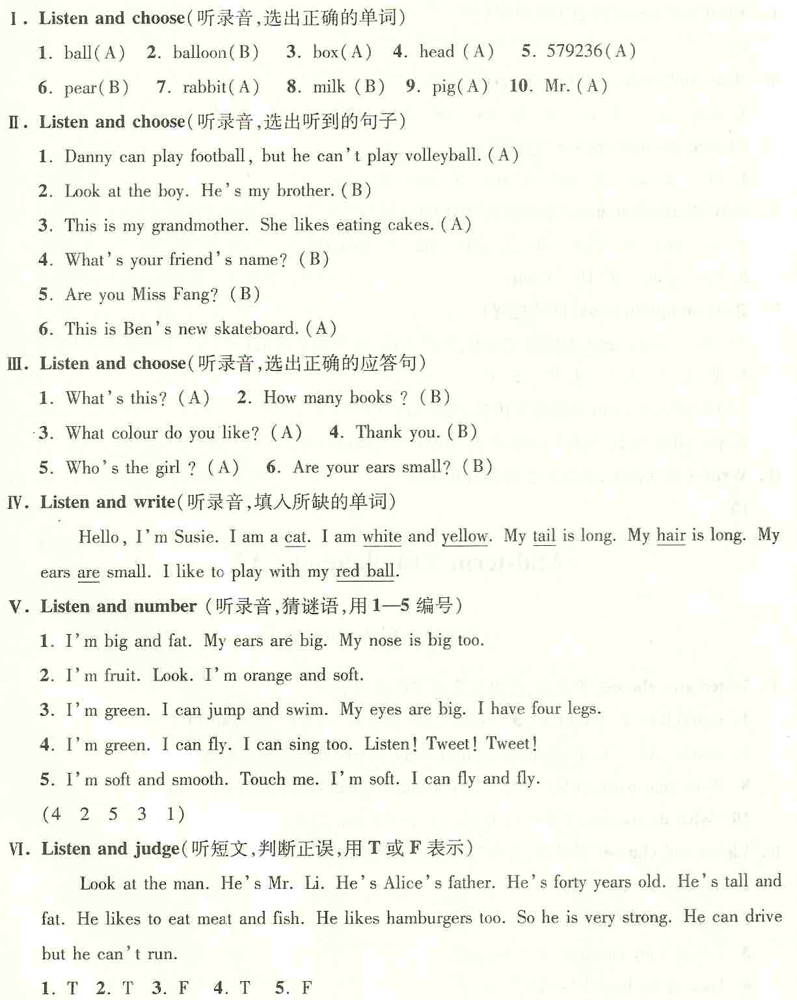 Ⅰ. Listen and choose(听录音,选出正确的单词)
1. ball(A) 2. balloon(B) 3. box(A) 4. head (A) 5. 579236(A)
6. pear(B) 7. rabbit(A) 8. milk (B) 9. pig(A) 10. Mr. (A)
Ⅱ. Listen and choose(听录音,选出听到的句子)
1. Danny can play football, but he can't play volleyball. (A)
2. Look at the boy. He's my brother. (B)
3. This is my grandmother. She likes eating cakes. (A)
4. What's your friend's name? (B)
5. Are you Miss Fang? (B)
6. This is Ben's new skateboard. (A)
Ⅲ. Listen and choose(听录音,选出正确的应答句)
1. What's this? (A) 2. How many books ? (B)
3. What colour do you like? (A) 4. Thank you. (B)
5. Who's the girl ? (A) 6. Are your ears small? (B)
Ⅳ. Listen and write(听录音,填入所缺的单词)
Hello, I'm Susie. I am a cat. I am white and yellow. My tail is long. My hair is long. My
ears are small. I like to play with my red ball.
Ⅴ. Listen and number (听录音,猜谜语,用1—5编号)
1. I'm big and fat. My ears are big. My nose is big too.
2. I'm fruit. Look. I'm orange and soft.
3. I'm green. I can jump and swim. My eyes are big. I have four legs.
4. I'm green. I can fly. I can sing too. Listen! Tweet! Tweet!
5. I'm soft and smooth. Touch me. I'm soft. I can fly and fly.
(4 2 5 3 1)
Ⅵ. Listen and judge(听短文,判断正误,用T或F表示)
Look at the man. He's Mr. Li. He's Alice's father. He's forty years old. He's tall and
fat. He likes to eat meat and fish. He likes hamburgers too. So he is very strong. He can drive
but he can't run.
1. T 2. T 3. F 4. T 5. F